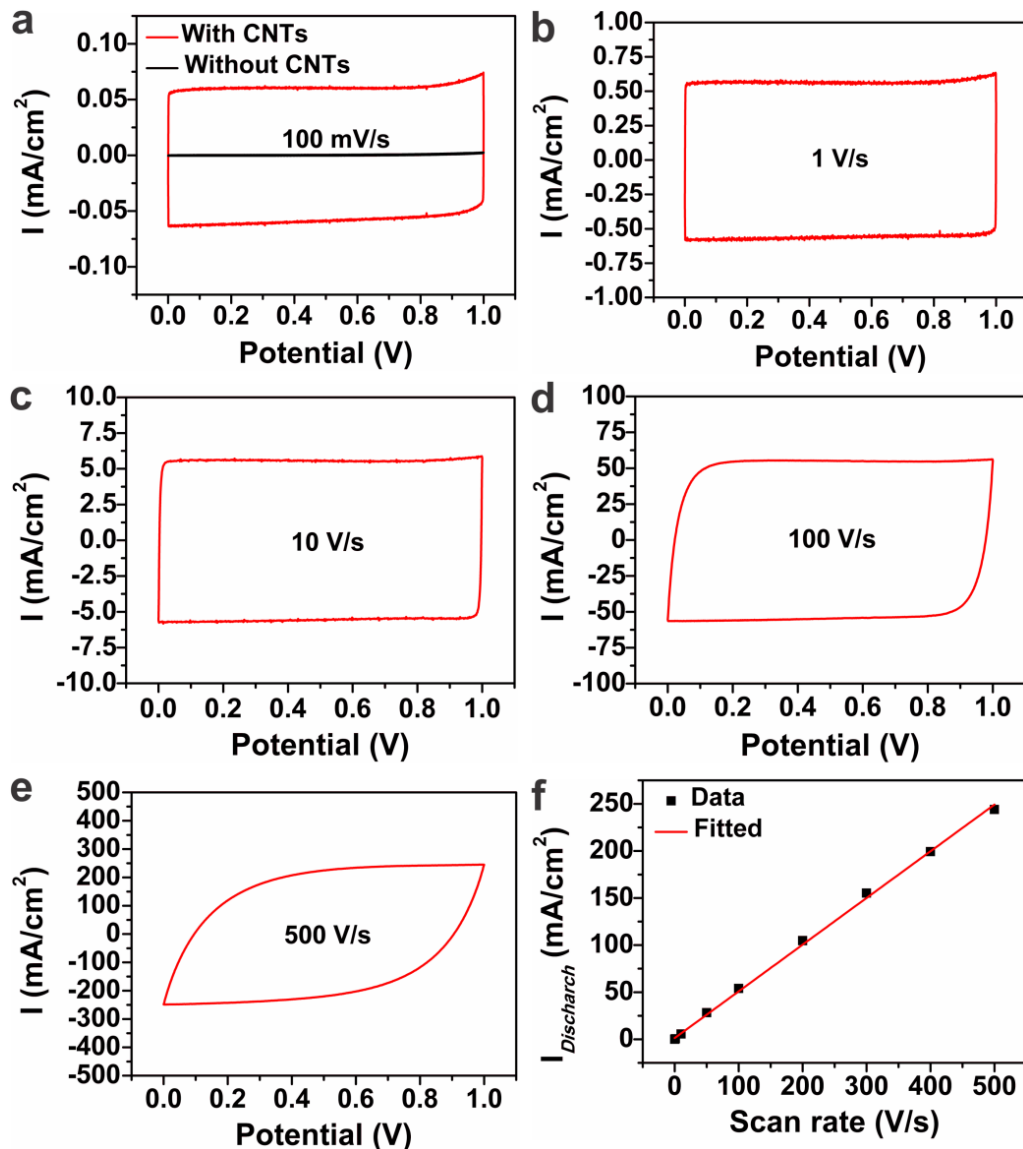 a
With CNTs
Without CNTs
100 mV/s
0.10
0.05
0.00
-0.05
-0.10
I (mA/cm²)
0.0 0.2 0.4 0.6 0.8 1.0
Potential (V)
b
1 V/s
1.00
0.75
0.50
0.25
0.00
-0.25
-0.50
-0.75
-1.00
I (mA/cm²)
0.0 0.2 0.4 0.6 0.8 1.0
Potential (V)
c
10 V/s
10.0
7.5
5.0
2.5
0.0
-2.5
-5.0
-7.5
-10.0
I (mA/cm²)
0.0 0.2 0.4 0.6 0.8 1.0
Potential (V)
d
100 V/s
100
50
0
-50
-100
I (mA/cm²)
0.0 0.2 0.4 0.6 0.8 1.0
Potential (V)
e
500 V/s
500
400
300
200
100
0
-100
-200
-300
-400
-500
I (mA/cm²)
0.0 0.2 0.4 0.6 0.8 1.0
Potential (V)
f
Data
Fitted
250
200
150
100
50
0
I Discharch (mA/cm²)
0 100 200 300 400 500
Scan rate (V/s)